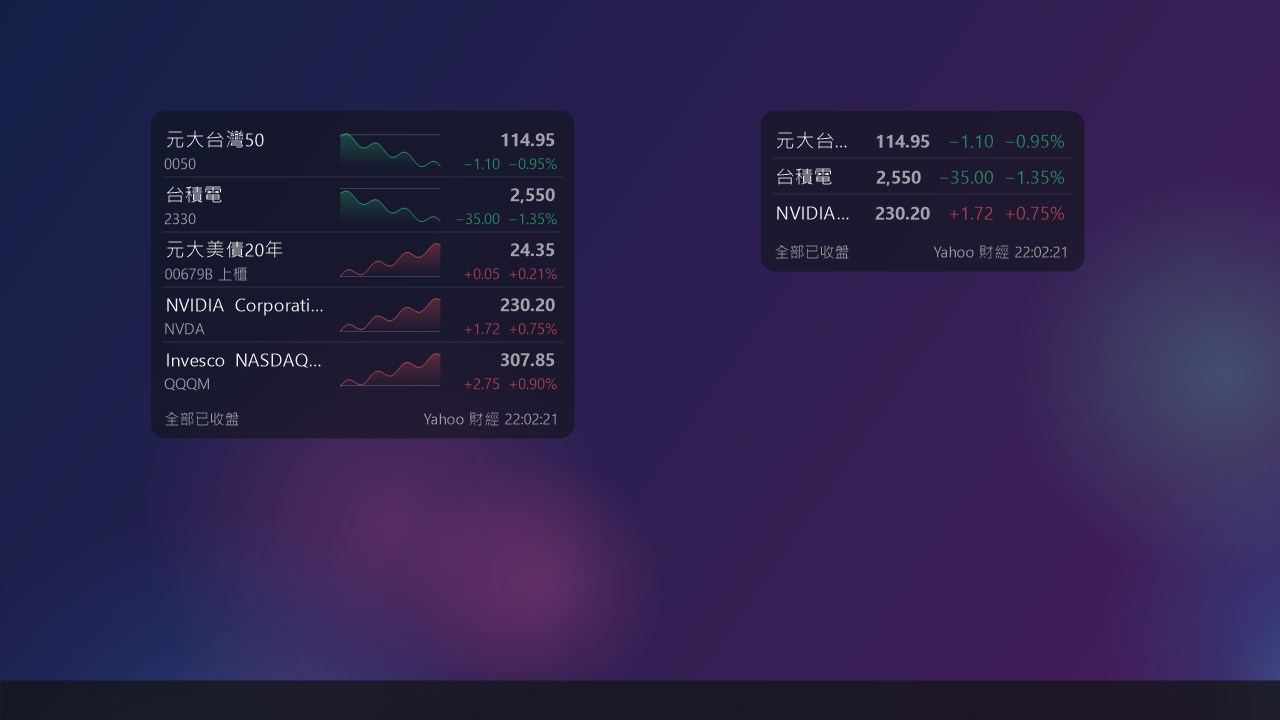 元大台灣50 114.95
0050 −1.10 −0.95%
台積電 2,550
2330 −35.00 −1.35%
元大美債20年 24.35
00679B 上櫃 +0.05 +0.21%
NVIDIA Corporati... 230.20
NVDA +1.72 +0.75%
Invesco NASDAQ... 307.85
QQQM +2.75 +0.90%
全部已收盤 Yahoo 財經 22:02:21
元大台... 114.95 −1.10 −0.95%
台積電 2,550 −35.00 −1.35%
NVIDIA... 230.20 +1.72 +0.75%
全部已收盤 Yahoo 財經 22:02:21